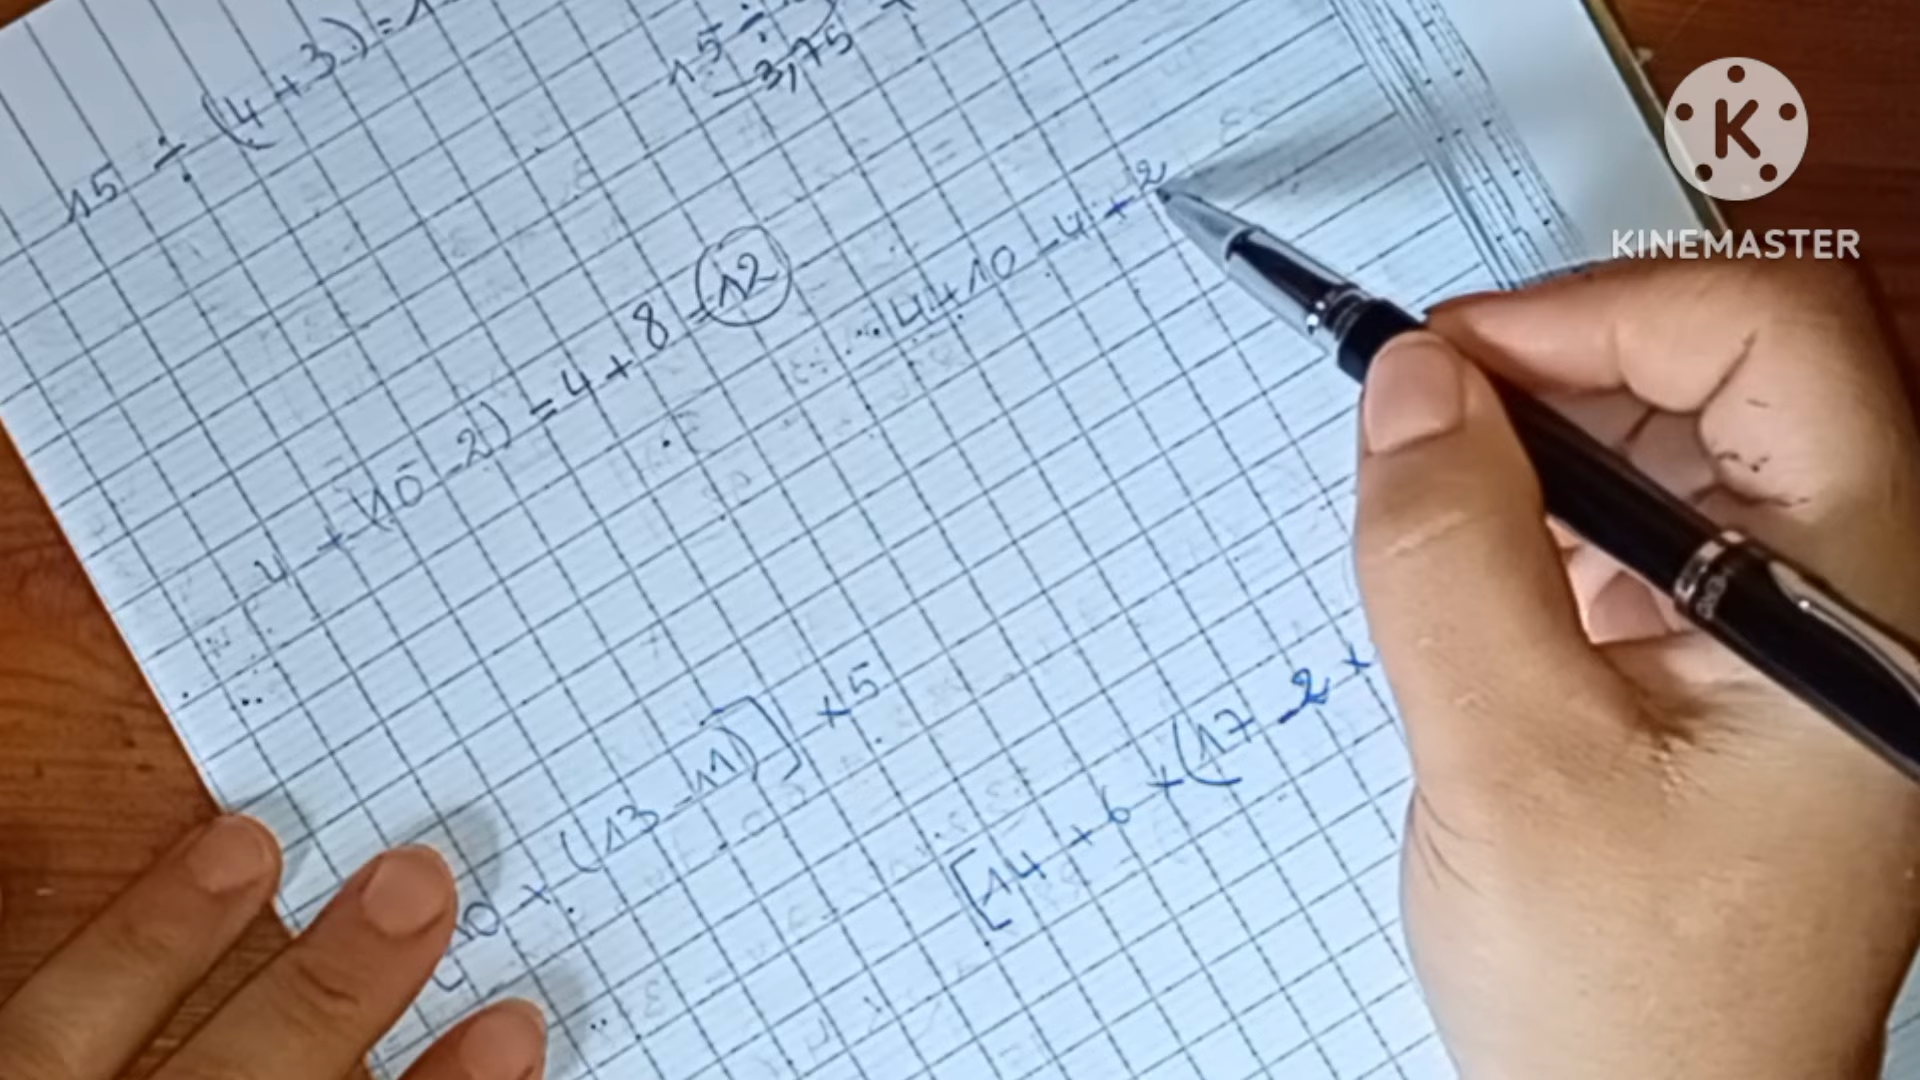 15 ÷ (4+3) = 1
15 ÷
3,75
4 + (10 - 2) = 4 + 8 = 12
10 - 4 + 2
10 × (13 - 11)] × 5
[14 + 6 × (17 - 2 ×
KINEMASTER